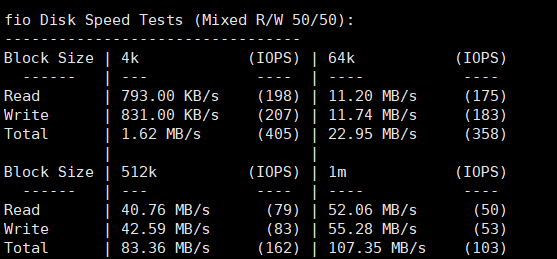 fio Disk Speed Tests (Mixed R/W 50/50):
---------------------------------
Block Size | 4k            (IOPS) | 64k           (IOPS)
  ------   | ---            ----  | ----           ----
Read       | 793.00 KB/s    (198) | 11.20 MB/s     (175)
Write      | 831.00 KB/s    (207) | 11.74 MB/s     (183)
Total      | 1.62 MB/s      (405) | 22.95 MB/s     (358)
           |                      |
Block Size | 512k          (IOPS) | 1m            (IOPS)
  ------   | ---            ----  | ---            ----
Read       | 40.76 MB/s      (79) | 52.06 MB/s      (50)
Write      | 42.59 MB/s      (83) | 55.28 MB/s      (53)
Total      | 83.36 MB/s     (162) | 107.35 MB/s    (103)